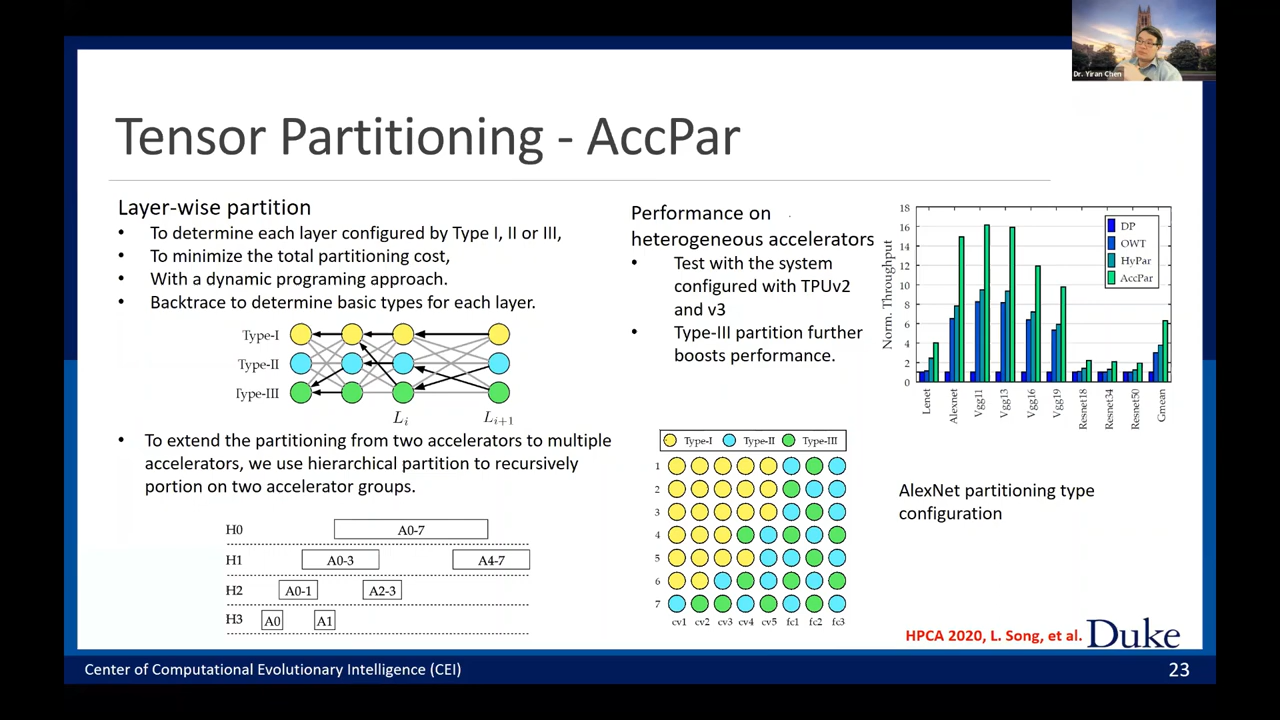 Dr. Yiran Chen
Tensor Partitioning - AccPar
Layer-wise partition
• To determine each layer configured by Type I, II or III,
• To minimize the total partitioning cost,
• With a dynamic programing approach.
• Backtrace to determine basic types for each layer.
Type-I
Type-II
Type-III
L_i L_{i+1}
• To extend the partitioning from two accelerators to multiple
accelerators, we use hierarchical partition to recursively
portion on two accelerator groups.
H0 A0-7
H1 A0-3 A4-7
H2 A0-1 A2-3
H3 A0 A1
Performance on
heterogeneous accelerators
• Test with the system
configured with TPUv2
and v3
• Type-III partition further
boosts performance.
Norm. Throughput
18
16
14
12
10
8
6
4
2
0
DP
OWT
HyPar
AccPar
Lenet Alexnet Vgg11 Vgg13 Vgg16 Vgg19 Resnet18 Resnet34 Resnet50 Gmean
Type-I Type-II Type-III
1
2
3
4
5
6
7
cv1 cv2 cv3 cv4 cv5 fc1 fc2 fc3
AlexNet partitioning type
configuration
HPCA 2020, L. Song, et al.
Duke
Center of Computational Evolutionary Intelligence (CEI)
23